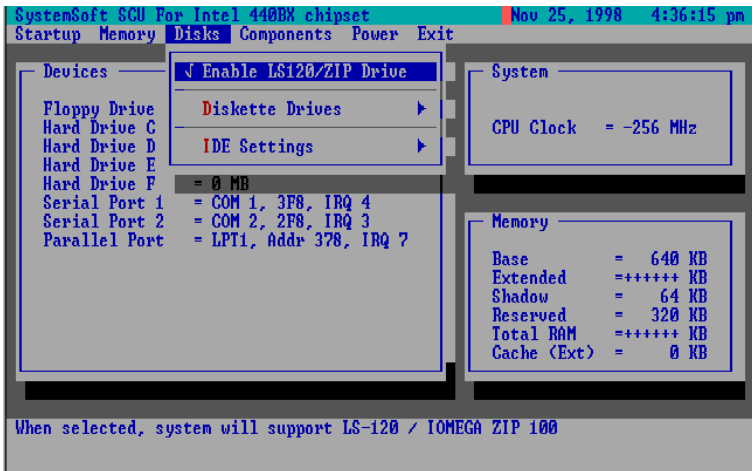 SystemSoft SCU For Intel 440BX chipset Nov 25, 1998 4:36:15 pm
Startup Memory Disks Components Power Exit
Devices
√ Enable LS120/ZIP Drive
Diskette Drives
IDE Settings
Floppy Drive
Hard Drive C
Hard Drive D
Hard Drive E
Hard Drive F = 0 MB
Serial Port 1 = COM 1, 3F8, IRQ 4
Serial Port 2 = COM 2, 2F8, IRQ 3
Parallel Port = LPT1, Addr 378, IRQ 7
System
CPU Clock = -256 MHz
Memory
Base = 640 KB
Extended =++++++ KB
Shadow = 64 KB
Reserved = 320 KB
Total RAM =++++++ KB
Cache (Ext) = 0 KB
When selected, system will support LS-120 / IOMEGA ZIP 100